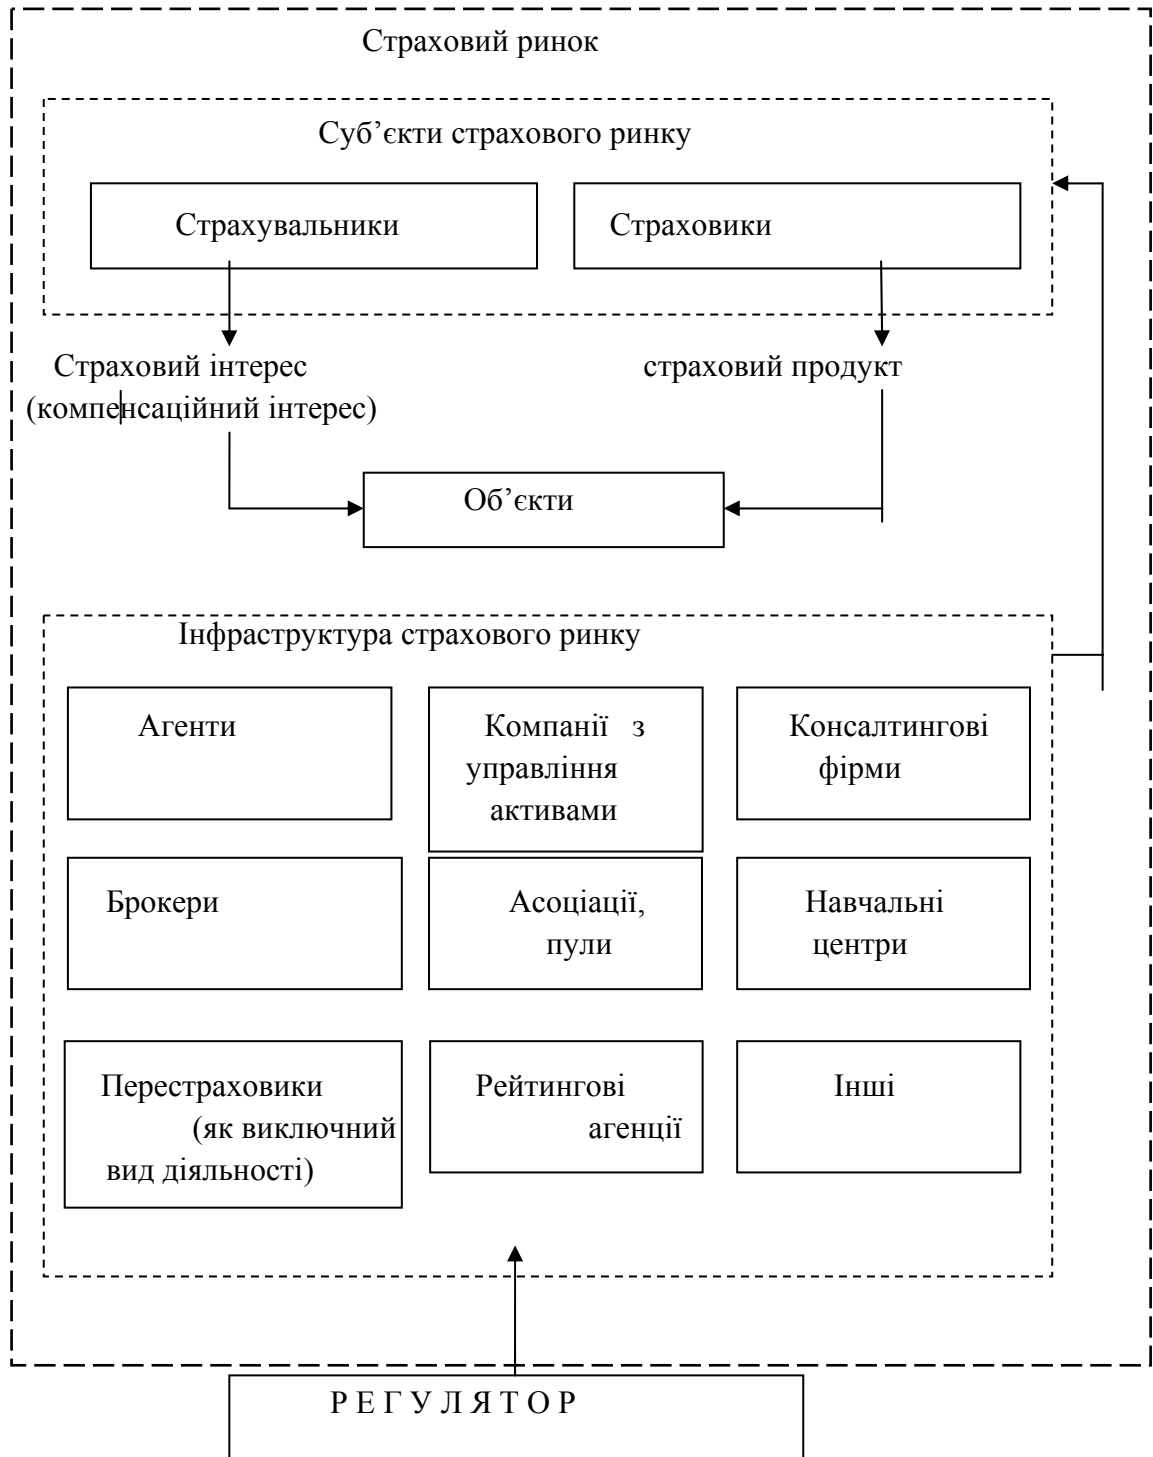 Страховий ринок
Суб’єкти страхового ринку
Страхувальники
Страховики
Страховий інтерес
(компенсаційний інтерес)
страховий продукт
Об’єкти
Інфраструктура страхового ринку
Агенти
Компанії з
управління
активами
Консалтингові
фірми
Брокери
Асоціації,
пули
Навчальні
центри
Перестраховики
(як виключний
вид діяльності)
Рейтингові
агенції
Інші
Р Е Г У Л Я Т О Р